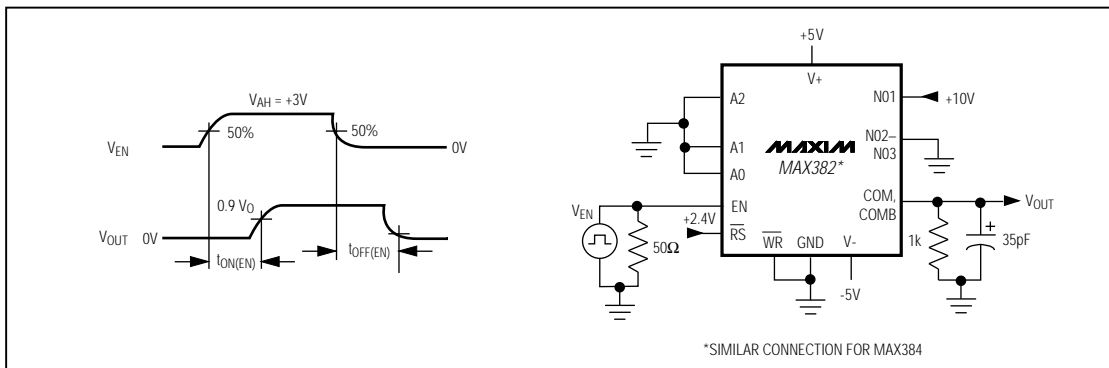 VAH = +3V
50%
50%
VEN
0V
0.9 VO
VOUT
0V
tON(EN)
tOFF(EN)
+5V
V+
A2
N01
+10V
N02–
N03
A1
MAXIM
MAX382*
A0
COM,
COMB
VOUT
EN
VEN
+2.4V
RS
50Ω
WR
GND
V-
1k
35pF
+
-5V
*SIMILAR CONNECTION FOR MAX384